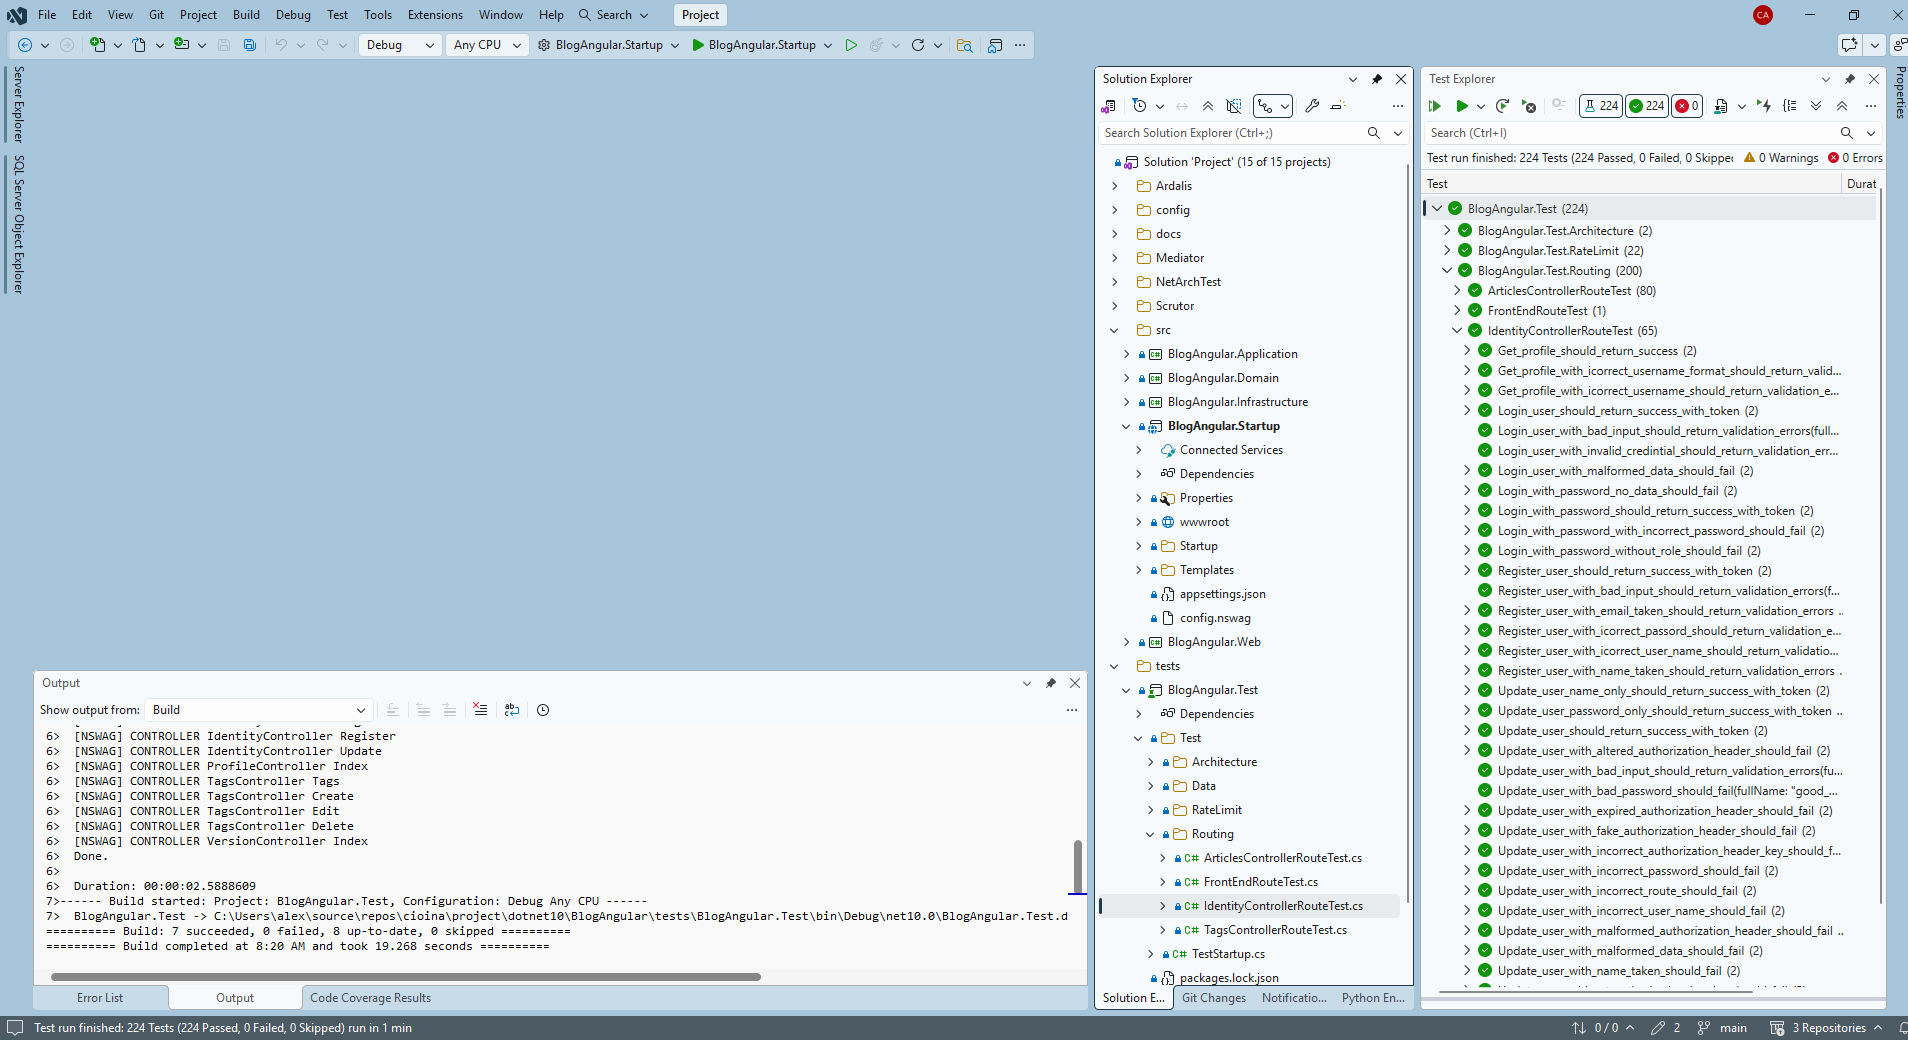 File Edit View Git Project Build Debug Test Tools Extensions Window Help Search Project CA
Debug Any CPU BlogAngular.Startup BlogAngular.Startup
Server Explorer
SQL Server Object Explorer
Properties
Solution Explorer
Search Solution Explorer (Ctrl+;)
Solution 'Project' (15 of 15 projects)
Ardalis
config
docs
Mediator
NetArchTest
Scrutor
src
BlogAngular.Application
BlogAngular.Domain
BlogAngular.Infrastructure
BlogAngular.Startup
Connected Services
Dependencies
Properties
wwwroot
Startup
Templates
appsettings.json
config.nswag
BlogAngular.Web
tests
BlogAngular.Test
Dependencies
Test
Architecture
Data
RateLimit
Routing
C# ArticlesControllerRouteTest.cs
C# FrontEndRouteTest.cs
C# IdentityControllerRouteTest.cs
C# TagsControllerRouteTest.cs
C# TestStartup.cs
packages.lock.json
Solution E... Git Changes Notificatio... Python En...
Test Explorer
224 224 0
Search (Ctrl+I)
Test run finished: 224 Tests (224 Passed, 0 Failed, 0 Skipped 0 Warnings 0 Errors
Test Durat
BlogAngular.Test (224)
BlogAngular.Test.Architecture (2)
BlogAngular.Test.RateLimit (22)
BlogAngular.Test.Routing (200)
ArticlesControllerRouteTest (80)
FrontEndRouteTest (1)
IdentityControllerRouteTest (65)
Get_profile_should_return_success (2)
Get_profile_with_icorrect_username_format_should_return_valid...
Get_profile_with_icorrect_username_should_return_validation_e...
Login_user_should_return_success_with_token (2)
Login_user_with_bad_input_should_return_validation_errors(full...
Login_user_with_invalid_credintial_should_return_validation_err...
Login_user_with_malformed_data_should_fail (2)
Login_with_password_no_data_should_fail (2)
Login_with_password_should_return_success_with_token (2)
Login_with_password_with_incorrect_password_should_fail (2)
Login_with_password_without_role_should_fail (2)
Register_user_should_return_success_with_token (2)
Register_user_with_bad_input_should_return_validation_errors(f...
Register_user_with_email_taken_should_return_validation_errors ..
Register_user_with_icorrect_passord_should_return_validation_e...
Register_user_with_icorrect_user_name_should_return_validatio...
Register_user_with_name_taken_should_return_validation_errors .
Update_user_name_only_should_return_success_with_token (2)
Update_user_password_only_should_return_success_with_token ..
Update_user_should_return_success_with_token (2)
Update_user_with_altered_authorization_header_should_fail (2)
Update_user_with_bad_input_should_return_validation_errors(fu...
Update_user_with_bad_password_should_fail(fullName: "good_...
Update_user_with_expired_authorization_header_should_fail (2)
Update_user_with_fake_authorization_header_should_fail (2)
Update_user_with_incorrect_authorization_header_key_should_f...
Update_user_with_incorrect_password_should_fail (2)
Update_user_with_incorrect_route_should_fail (2)
Update_user_with_incorrect_user_name_should_fail (2)
Update_user_with_malformed_authorization_header_should_fail ..
Update_user_with_malformed_data_should_fail (2)
Update_user_with_name_taken_should_fail (2)
Output
Show output from: Build
6> [NSWAG] CONTROLLER IdentityController Register
6> [NSWAG] CONTROLLER IdentityController Update
6> [NSWAG] CONTROLLER ProfileController Index
6> [NSWAG] CONTROLLER TagsController Tags
6> [NSWAG] CONTROLLER TagsController Create
6> [NSWAG] CONTROLLER TagsController Edit
6> [NSWAG] CONTROLLER TagsController Delete
6> [NSWAG] CONTROLLER VersionController Index
6> Done.
6>
6> Duration: 00:00:02.5888609
7>------ Build started: Project: BlogAngular.Test, Configuration: Debug Any CPU ------
7> BlogAngular.Test -> C:\Users\alex\source\repos\cioina\project\dotnet10\BlogAngular\tests\BlogAngular.Test\bin\Debug\net10.0\BlogAngular.Test.d
========== Build: 7 succeeded, 0 failed, 8 up-to-date, 0 skipped ==========
========== Build completed at 8:20 AM and took 19.268 seconds ==========
Error List Output Code Coverage Results
Test run finished: 224 Tests (224 Passed, 0 Failed, 0 Skipped) run in 1 min 0 / 0 2 main 3 Repositories